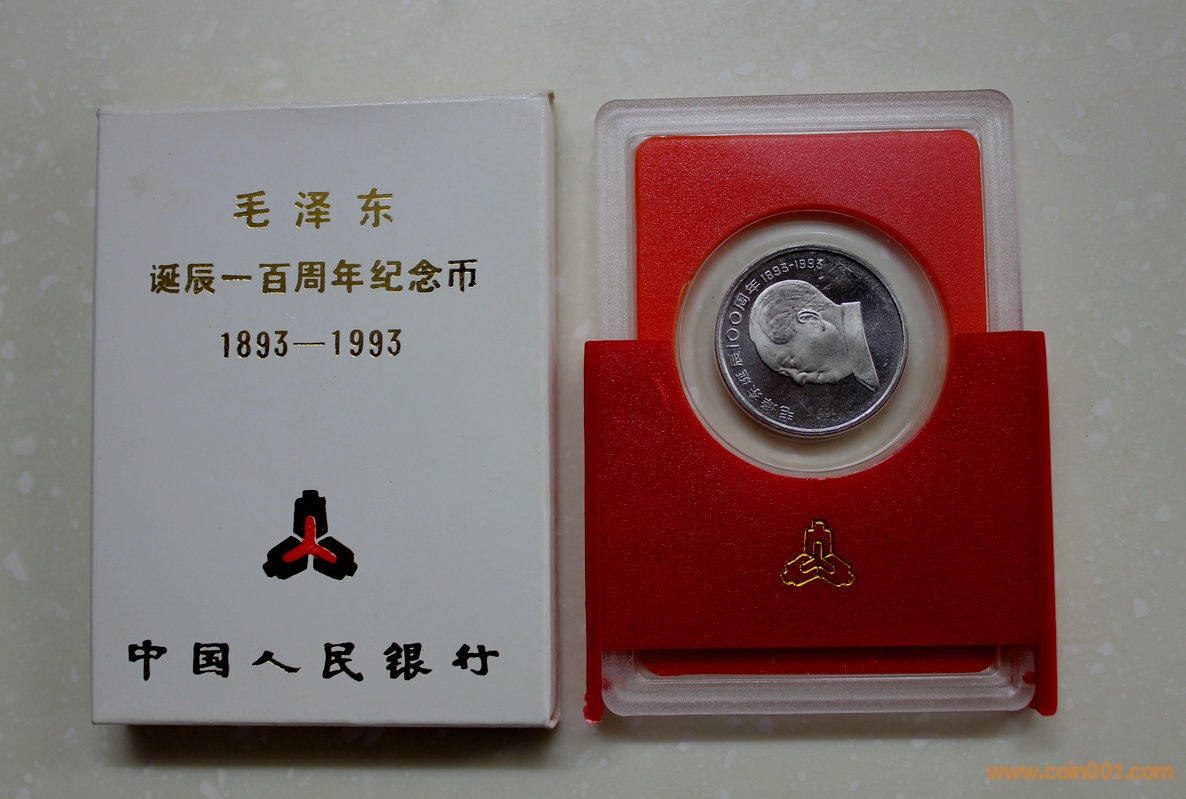 毛泽东
诞辰一百周年纪念币
1893—1993
中国人民银行
毛泽东诞辰100周年 1893-1993
www.coin001.com